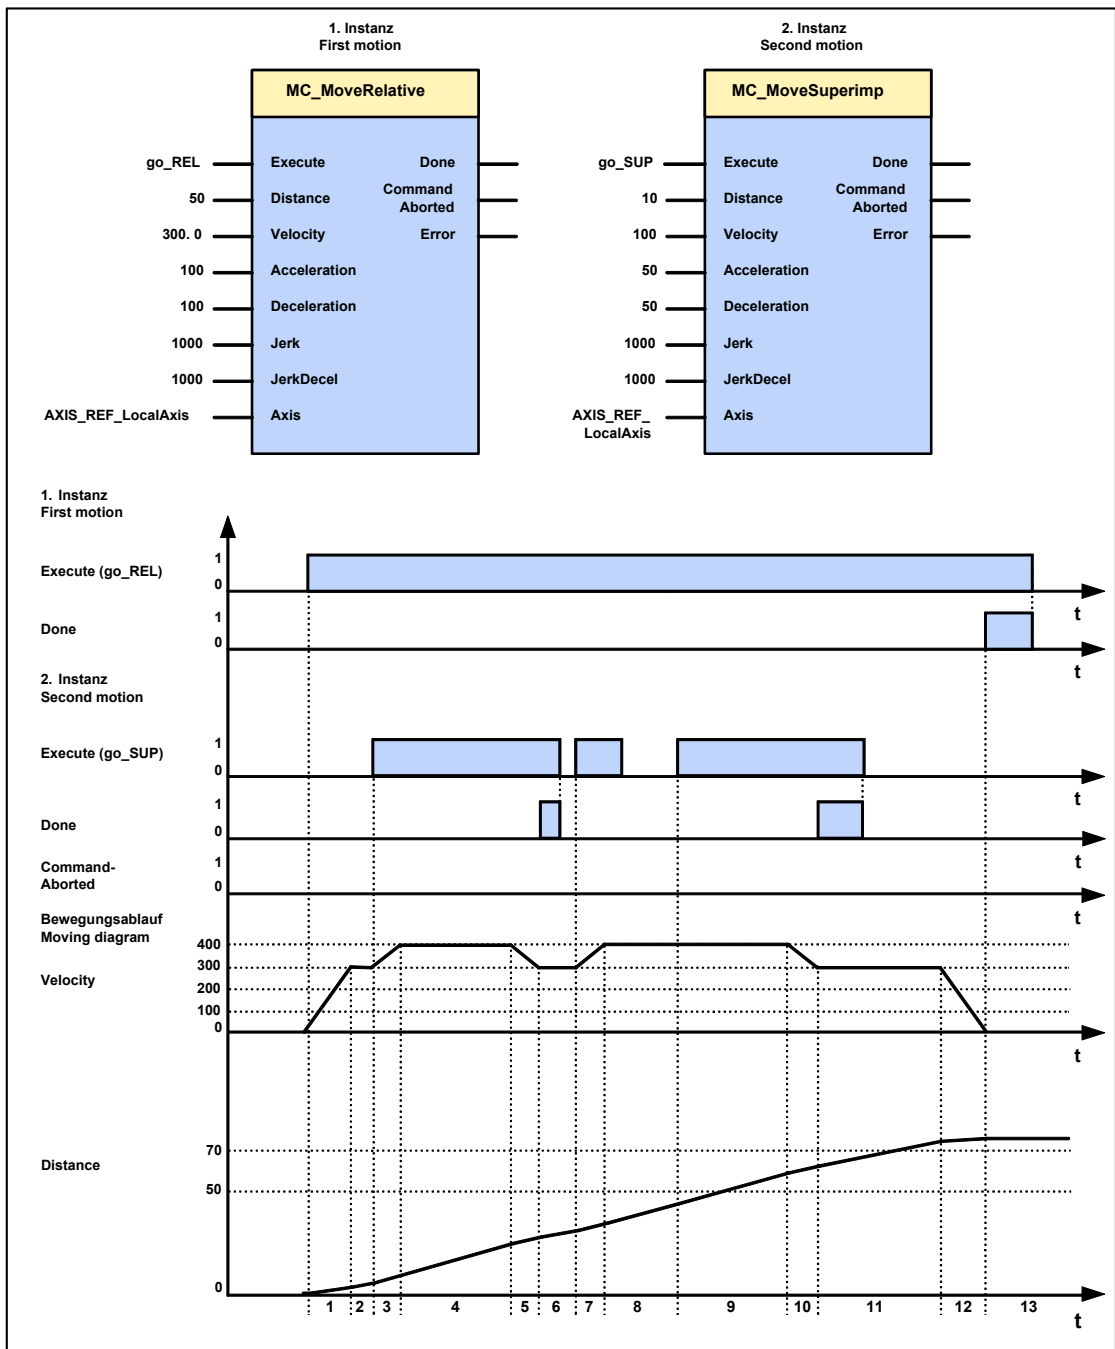 1. Instanz
First motion
2. Instanz
Second motion
MC_MoveRelative
MC_MoveSuperimp
go_REL
Execute
Done
50
Distance
Command
Aborted
300. 0
Velocity
Error
100
Acceleration
100
Deceleration
1000
Jerk
1000
JerkDecel
AXIS_REF_LocalAxis
Axis
go_SUP
Execute
Done
10
Distance
Command
Aborted
100
Velocity
Error
50
Acceleration
50
Deceleration
1000
Jerk
1000
JerkDecel
AXIS_REF_
LocalAxis
Axis
1. Instanz
First motion
Execute (go_REL)
1
0
t
Done
1
0
t
2. Instanz
Second motion
Execute (go_SUP)
1
0
t
Done
1
0
t
Command-
Aborted
1
0
t
Bewegungsablauf
Moving diagram
Velocity
400
300
200
100
0
t
Distance
70
50
0
1 2 3 4 5 6 7 8 9 10 11 12 13
t